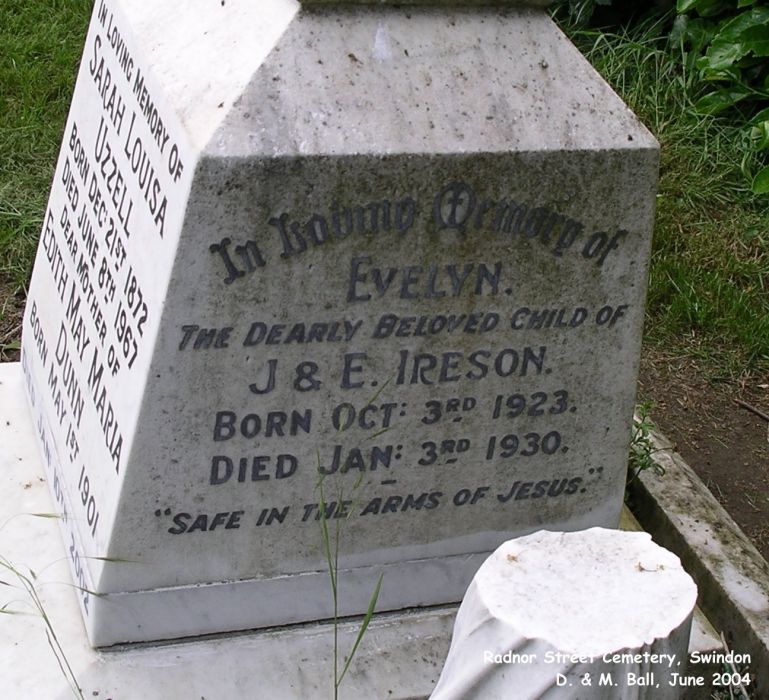 IN LOVING MEMORY OF
SARAH LOUISA
UZZELL
BORN DEC: 21ST 1872
DIED JUNE 8TH 1967
DEAR MOTHER OF
EDITH MAY MARIA
DUNN
BORN MAY 1ST 1901
DIED JAN 10TH
In Loving Memory of
EVELYN.
THE DEARLY BELOVED CHILD OF
J & E. IRESON.
BORN OCT: 3RD 1923.
DIED JAN: 3RD 1930.
"SAFE IN THE ARMS OF JESUS."
Radnor Street Cemetery, Swindon
D. & M. Ball, June 2004